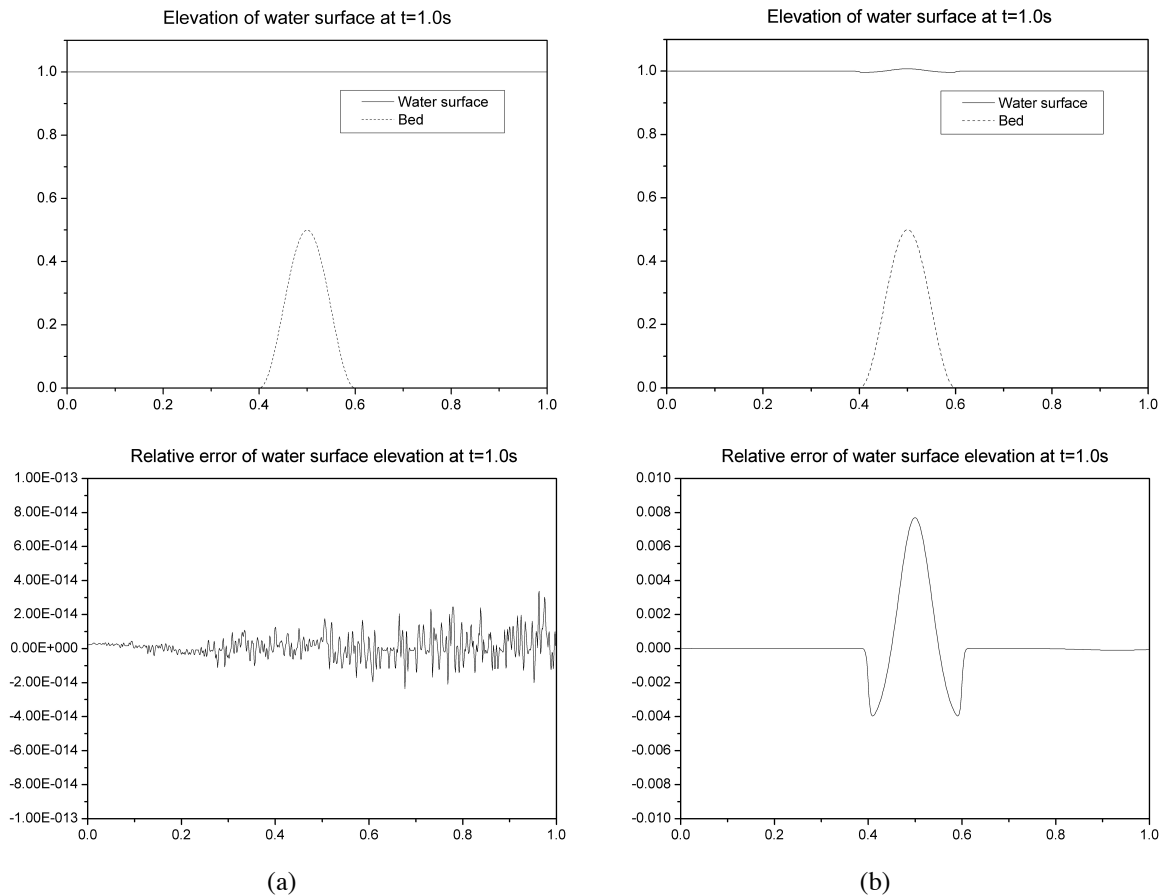 Elevation of water surface at t=1.0s
1.0
0.8
0.6
0.4
0.2
0.0
0.0 0.2 0.4 0.6 0.8 1.0
Water surface
Bed
Elevation of water surface at t=1.0s
1.0
0.8
0.6
0.4
0.2
0.0
0.0 0.2 0.4 0.6 0.8 1.0
Water surface
Bed
Relative error of water surface elevation at t=1.0s
1.00E-013
8.00E-014
6.00E-014
4.00E-014
2.00E-014
0.00E+000
-2.00E-014
-4.00E-014
-6.00E-014
-8.00E-014
-1.00E-013
0.0 0.2 0.4 0.6 0.8 1.0
Relative error of water surface elevation at t=1.0s
0.010
0.008
0.006
0.004
0.002
0.000
-0.002
-0.004
-0.006
-0.008
-0.010
0.0 0.2 0.4 0.6 0.8 1.0
(a)
(b)